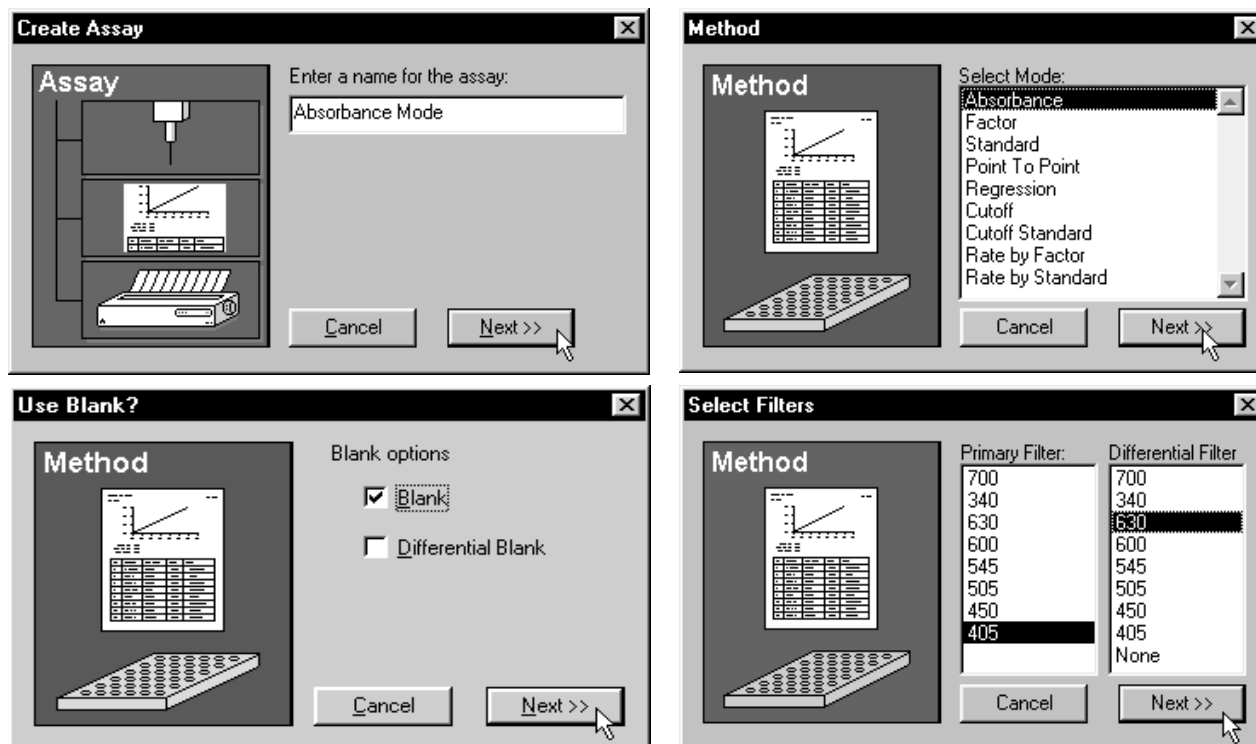 Create Assay
Assay
Enter a name for the assay:
Absorbance Mode
Cancel
Next >>
Method
Method
Select Mode:
Absorbance
Factor
Standard
Point To Point
Regression
Cutoff
Cutoff Standard
Rate by Factor
Rate by Standard
Cancel
Next >>
Use Blank?
Method
Blank options
Blank
Differential Blank
Cancel
Next >>
Select Filters
Method
Primary Filter:
700
340
630
600
545
505
450
405
Differential Filter
700
340
630
600
545
505
450
405
None
Cancel
Next >>